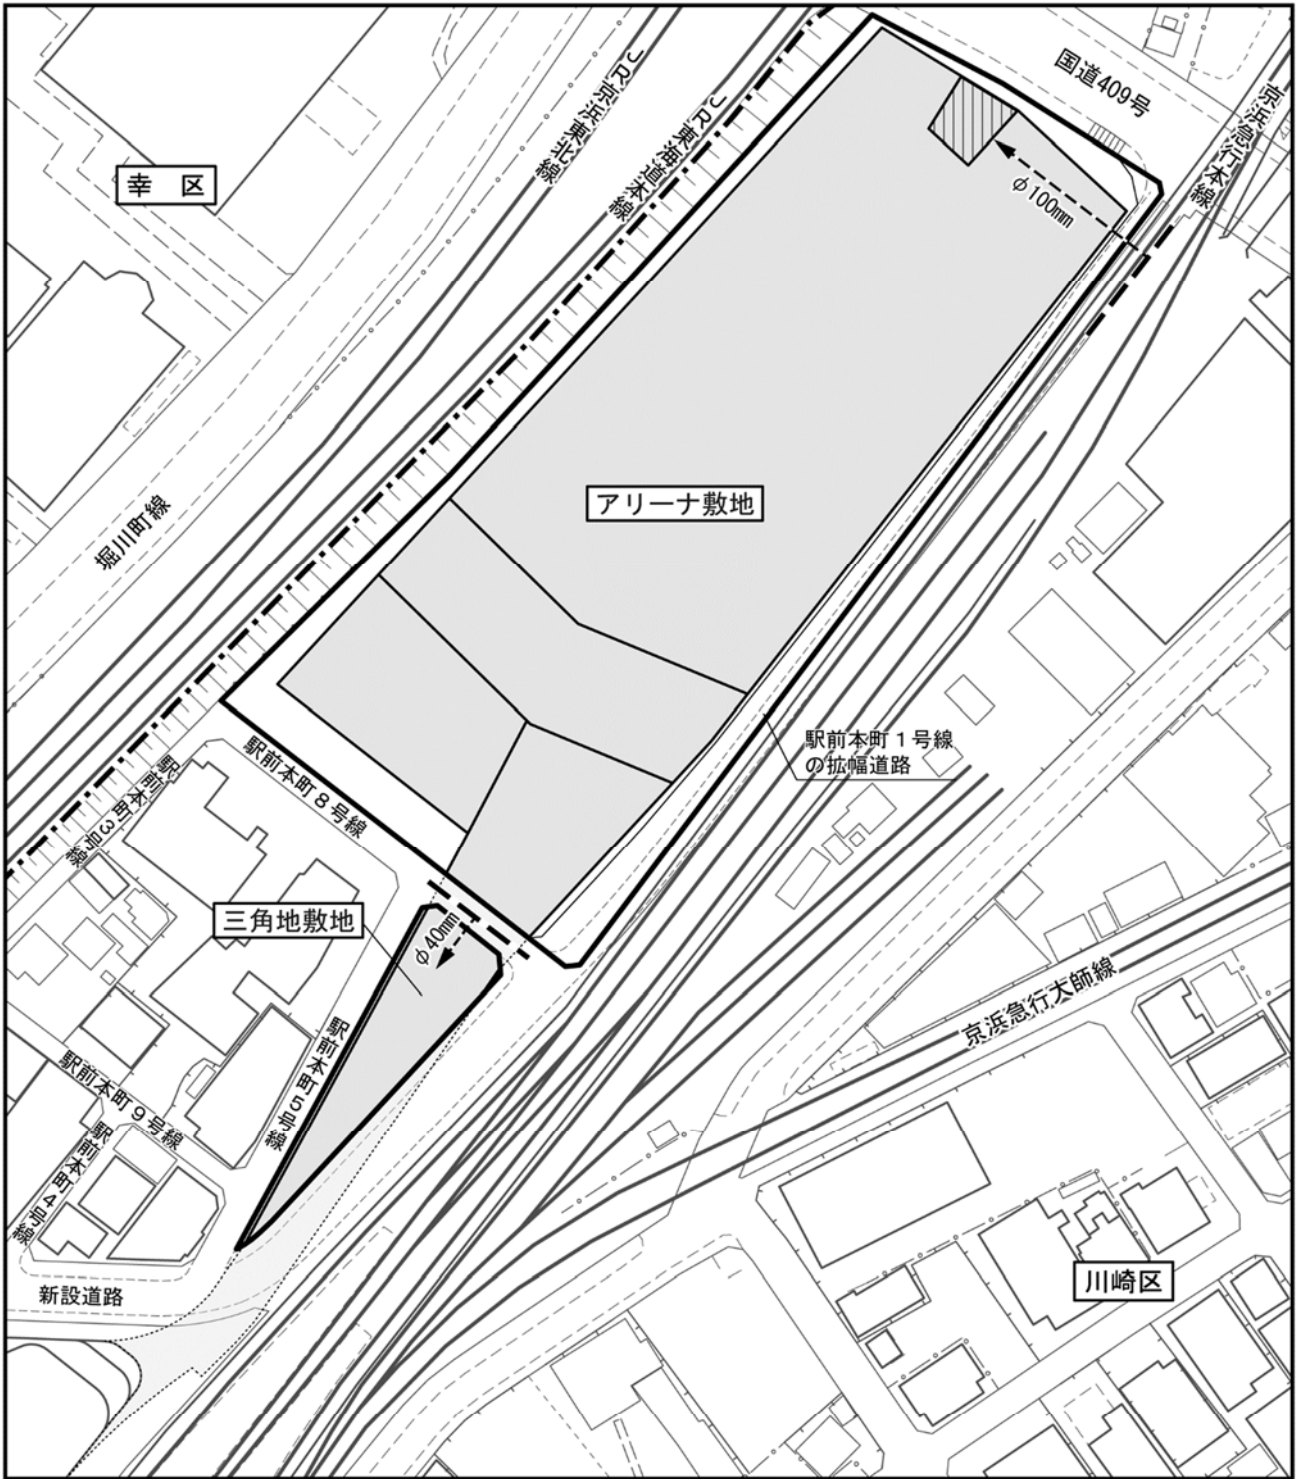 国道409号
京浜急行本線
JR京浜東北線
JR東海道本線
幸　区
φ100mm
アリーナ敷地
堀川町線
駅前本町１号線
の拡幅道路
駅前本町8号線
駅前本町3号線
三角地敷地
φ40mm
京浜急行大師線
駅前本町5号線
駅前本町9号線
駅前本町4号線
川崎区
新設道路